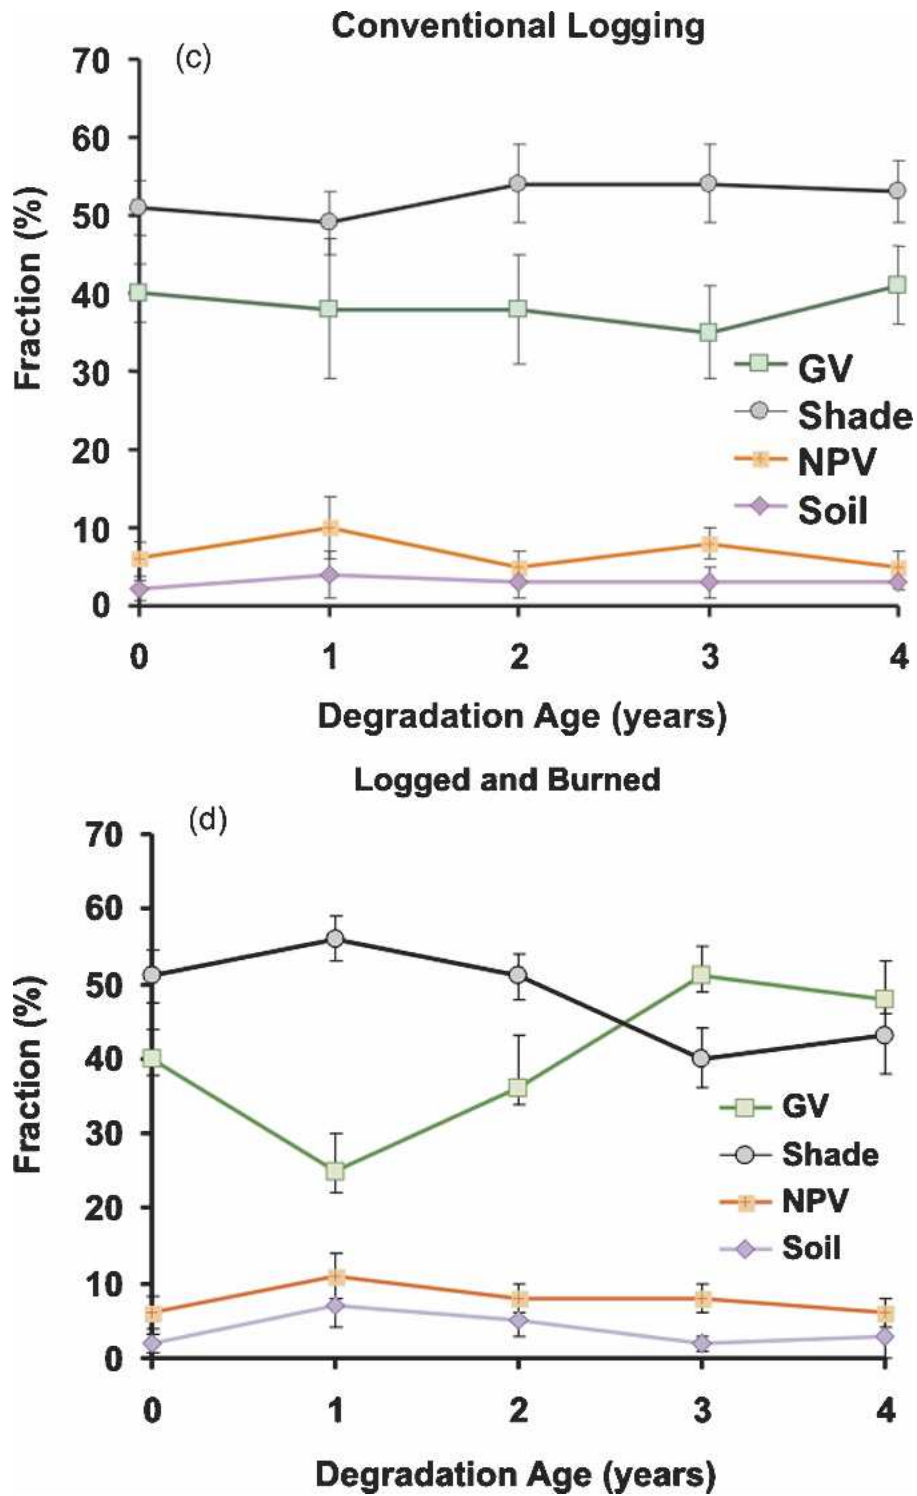 Conventional Logging
(c)
70
60
50
40
30
20
10
0
Fraction (%)
GV
Shade
NPV
Soil
0 1 2 3 4
Degradation Age (years)
Logged and Burned
(d)
70
60
50
40
30
20
10
0
Fraction (%)
GV
Shade
NPV
Soil
0 1 2 3 4
Degradation Age (years)